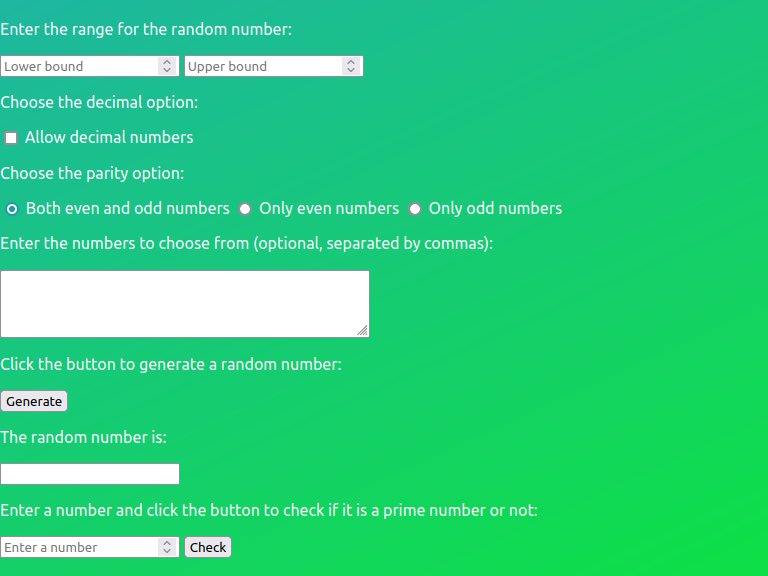 Enter the range for the random number:
Lower bound Upper bound
Choose the decimal option:
Allow decimal numbers
Choose the parity option:
Both even and odd numbers Only even numbers Only odd numbers
Enter the numbers to choose from (optional, separated by commas):
Click the button to generate a random number:
Generate
The random number is:
Enter a number and click the button to check if it is a prime number or not:
Enter a number Check